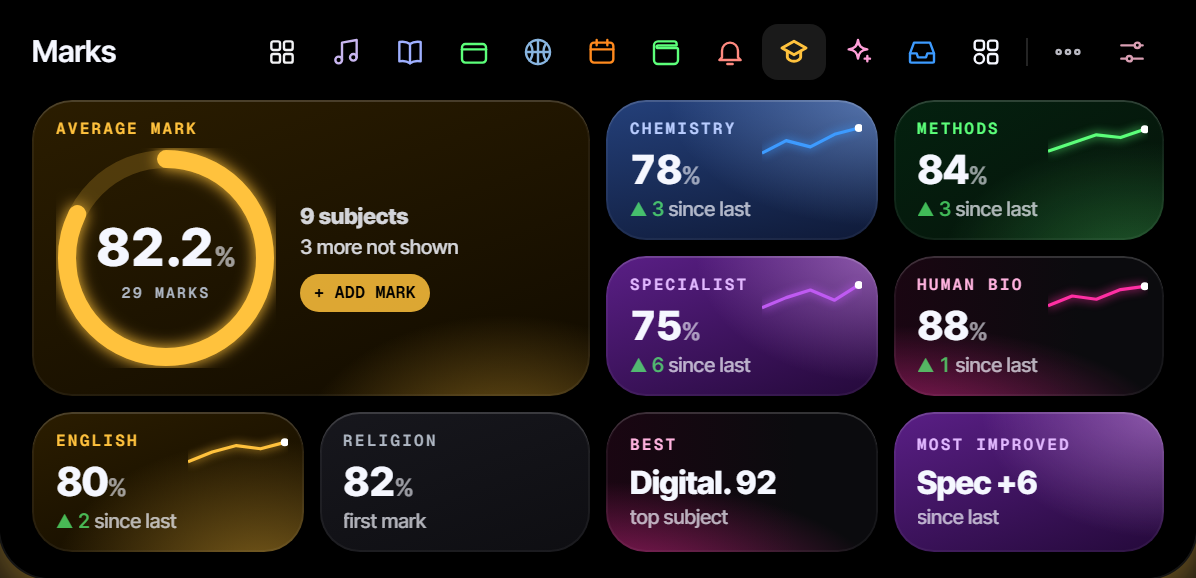 Marks
AVERAGE MARK
82.2%
29 MARKS
9 subjects
3 more not shown
+ ADD MARK
CHEMISTRY
78%
▲ 3 since last
METHODS
84%
▲ 3 since last
SPECIALIST
75%
▲ 6 since last
HUMAN BIO
88%
▲ 1 since last
ENGLISH
80%
▲ 2 since last
RELIGION
82%
first mark
BEST
Digital. 92
top subject
MOST IMPROVED
Spec +6
since last